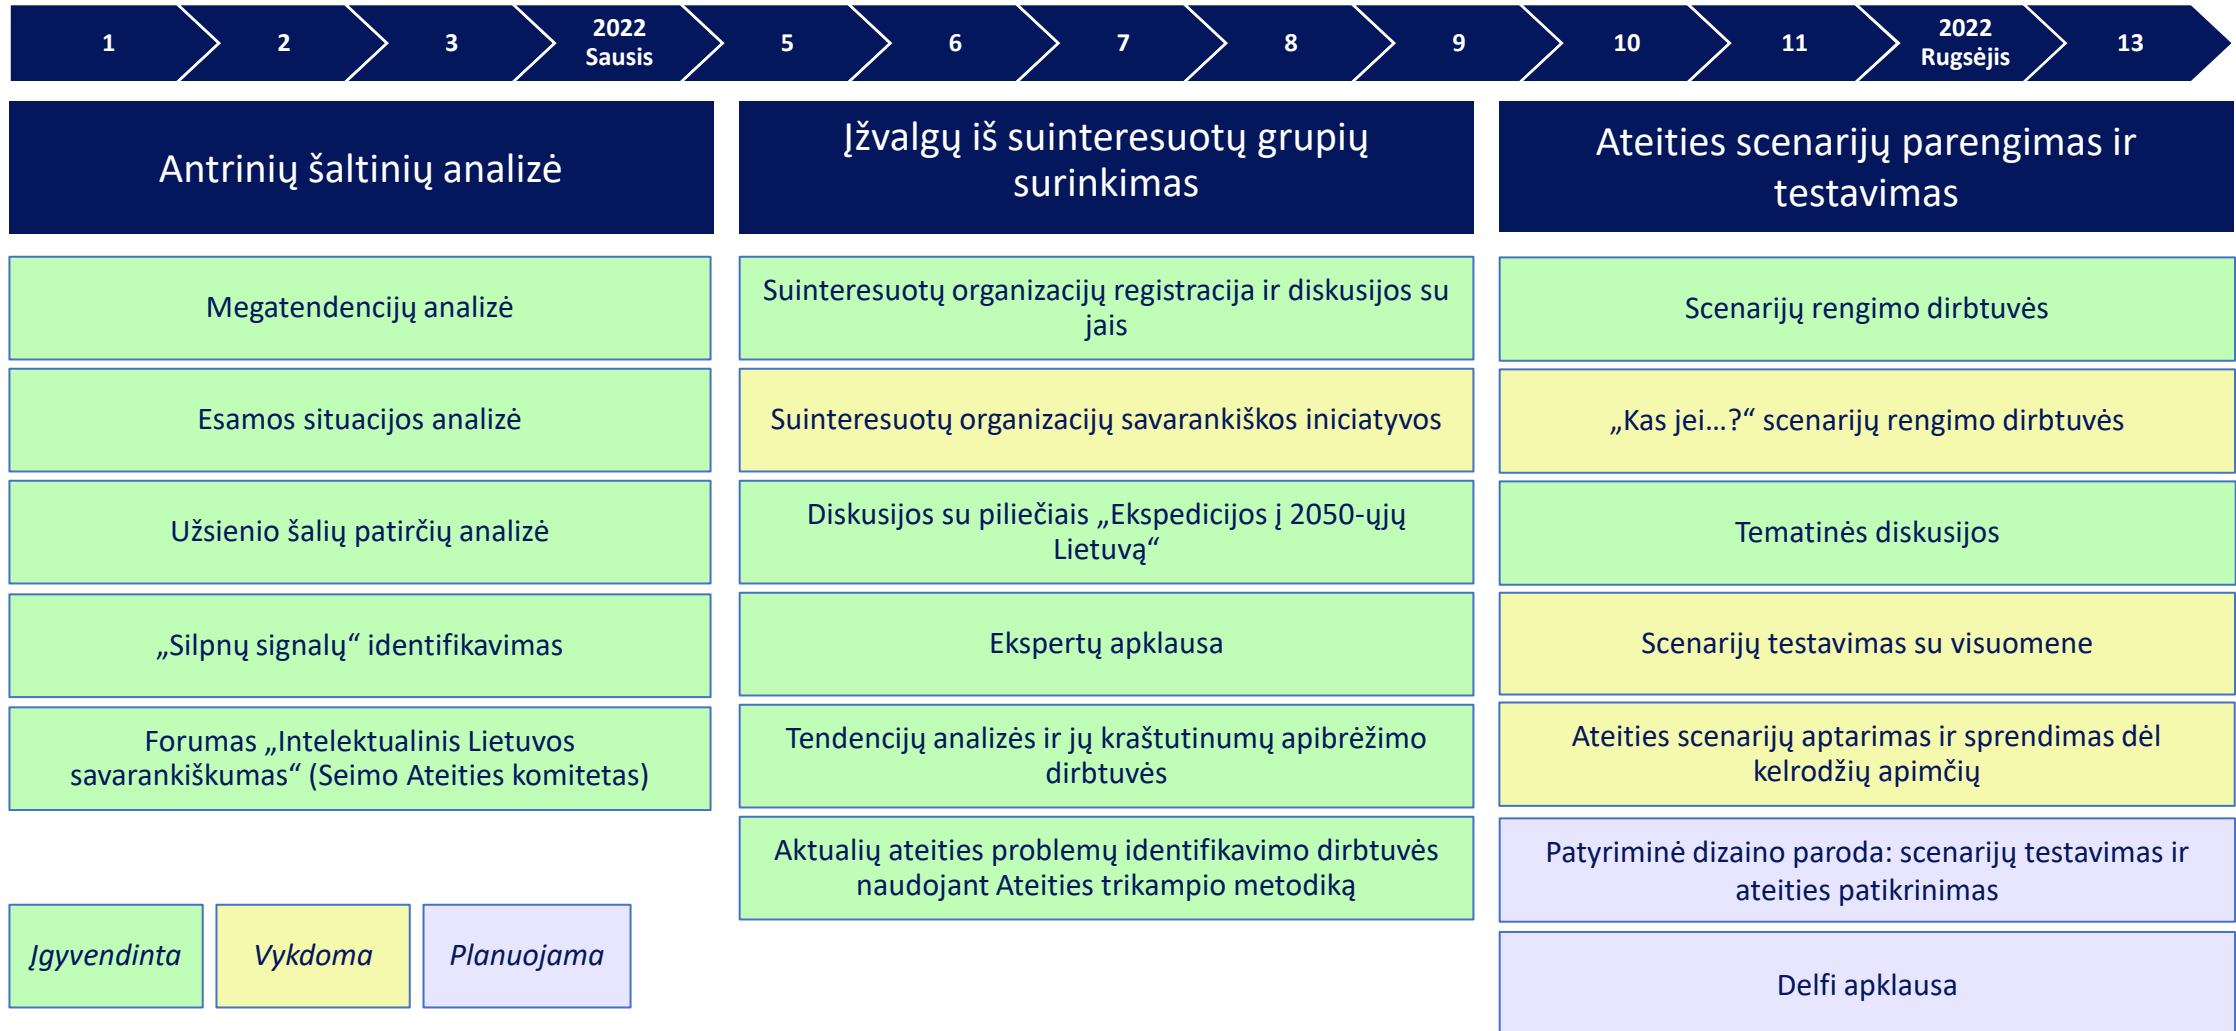 1
2
3
2022
Sausis
5
6
7
8
9
10
11
2022
Rugsėjis
13
Antrinių šaltinių analizė
Megatendencijų analizė
Esamos situacijos analizė
Užsienio šalių patirčių analizė
„Silpnų signalų“ identifikavimas
Forumas „Intelektualinis Lietuvos
savarankiškumas“ (Seimo Ateities komitetas)
Įžvalgų iš suinteresuotų grupių
surinkimas
Suinteresuotų organizacijų registracija ir diskusijos su
jais
Suinteresuotų organizacijų savarankiškos iniciatyvos
Diskusijos su piliečiais „Ekspedicijos į 2050-ųjų
Lietuvą“
Ekspertų apklausa
Tendencijų analizės ir jų kraštutinumų apibrėžimo
dirbtuvės
Aktualių ateities problemų identifikavimo dirbtuvės
naudojant Ateities trikampio metodiką
Ateities scenarijų parengimas ir
testavimas
Scenarijų rengimo dirbtuvės
„Kas jei...?“ scenarijų rengimo dirbtuvės
Tematinės diskusijos
Scenarijų testavimas su visuomene
Ateities scenarijų aptarimas ir sprendimas dėl
kelrodžių apimčių
Patyriminė dizaino paroda: scenarijų testavimas ir
ateities patikrinimas
Delfi apklausa
Įgyvendinta
Vykdoma
Planuojama